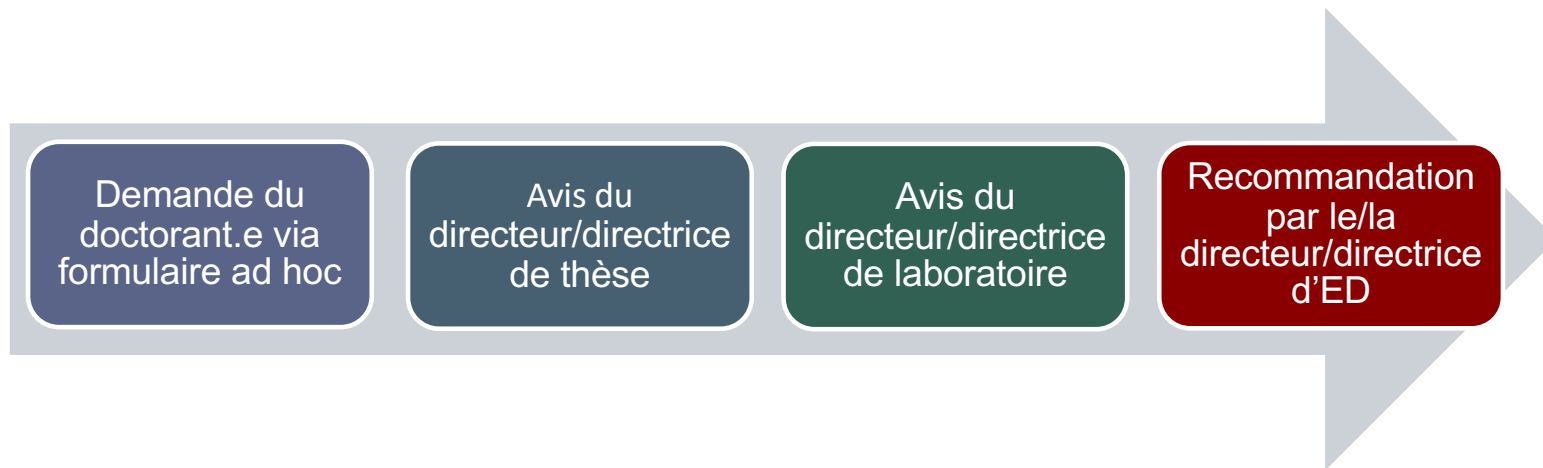 Demande du
doctorant.e via
formulaire ad hoc
Avis du
directeur/directrice
de thèse
Avis du
directeur/directrice
de laboratoire
Recommandation
par le/la
directeur/directrice
d’ED